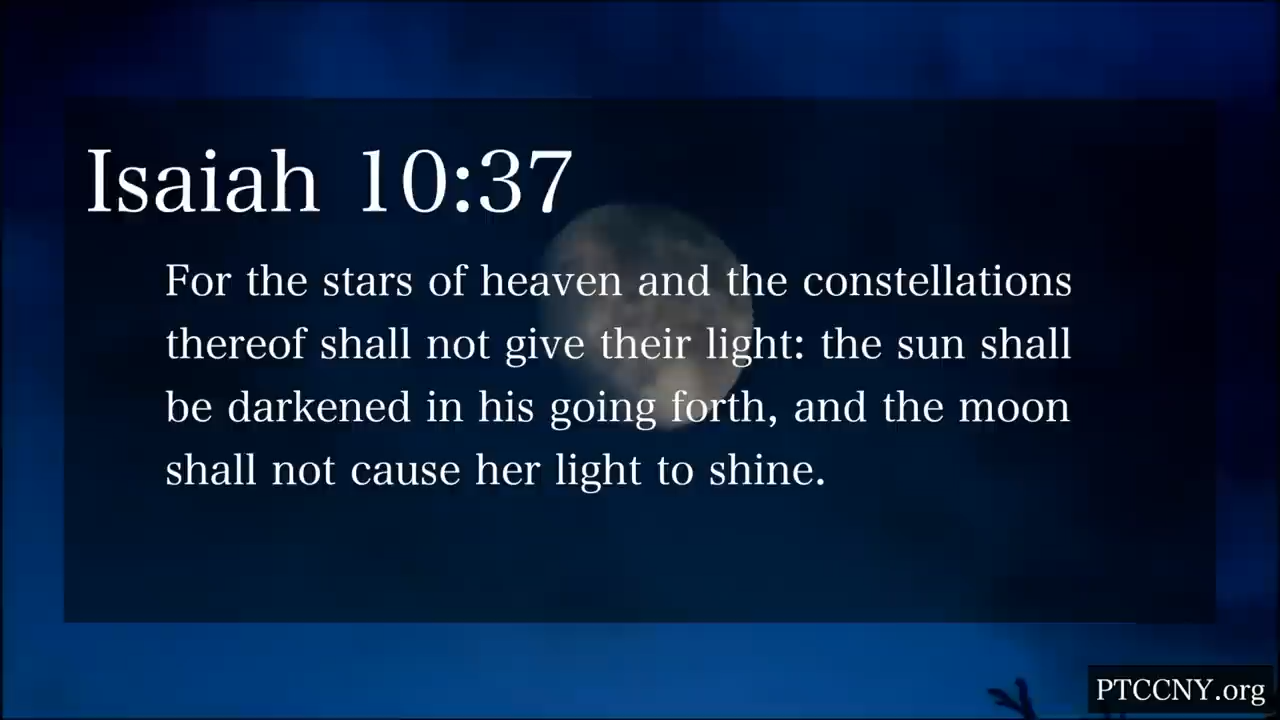 Isaiah 10:37
For the stars of heaven and the constellations
thereof shall not give their light: the sun shall
be darkened in his going forth, and the moon
shall not cause her light to shine.
PTCCNY.org